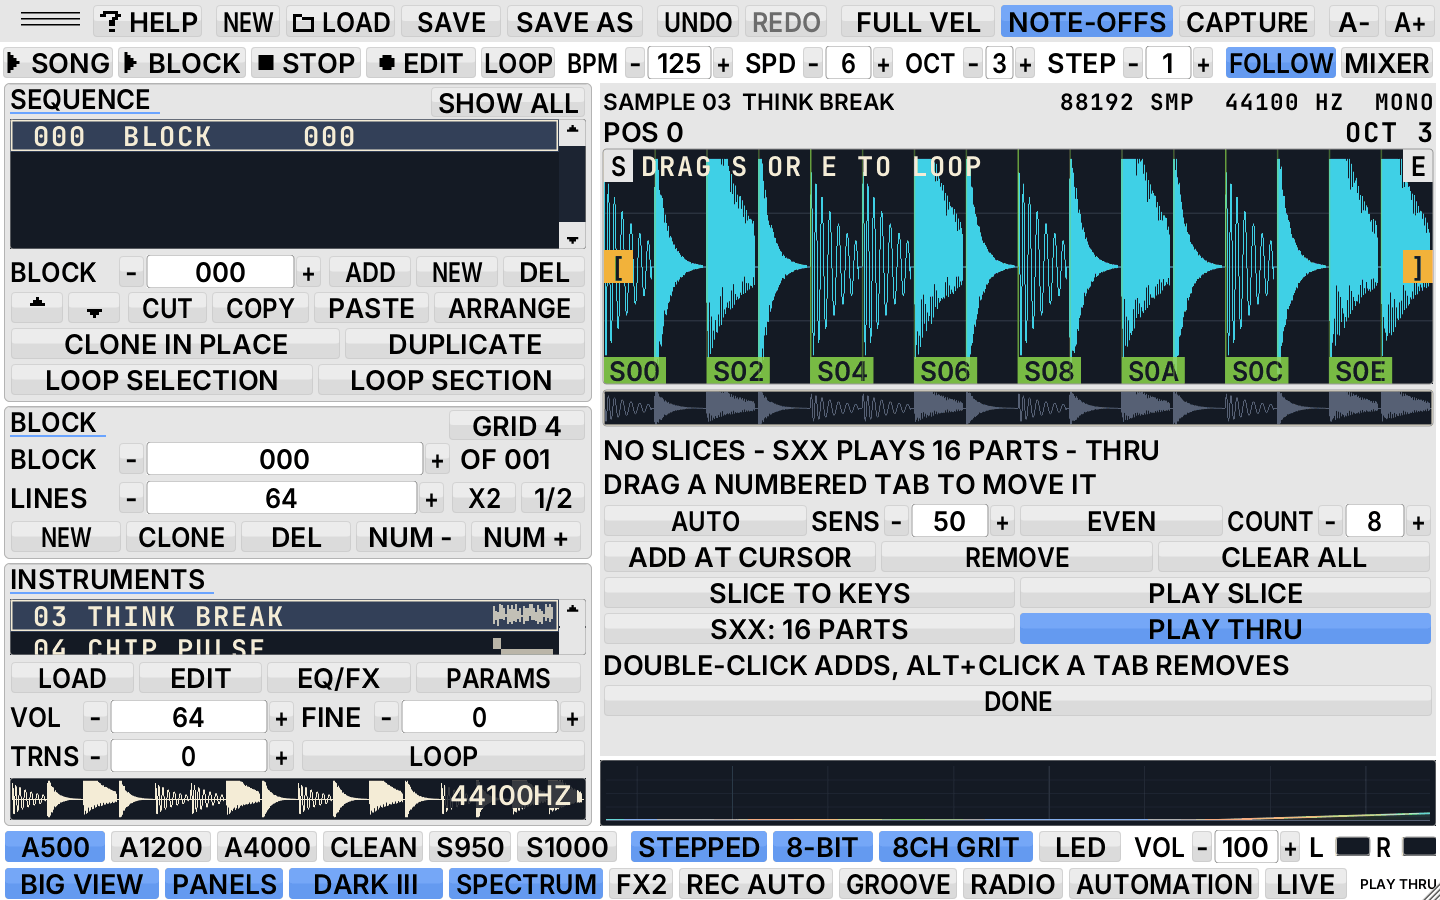 ? HELP NEW LOAD SAVE SAVE AS UNDO REDO FULL VEL NOTE-OFFS CAPTURE A- A+
SONG BLOCK STOP EDIT LOOP BPM - 125 + SPD - 6 + OCT - 3 + STEP - 1 + FOLLOW MIXER
SEQUENCE SHOW ALL
000 BLOCK 000
BLOCK - 000 + ADD NEW DEL
CUT COPY PASTE ARRANGE
CLONE IN PLACE DUPLICATE
LOOP SELECTION LOOP SECTION
BLOCK GRID 4
BLOCK - 000 + OF 001
LINES - 64 + X2 1/2
NEW CLONE DEL NUM - NUM +
INSTRUMENTS
03 THINK BREAK
04 CHIP PULSE
LOAD EDIT EQ/FX PARAMS
VOL - 64 + FINE - 0 +
TRNS - 0 + LOOP
44100HZ
SAMPLE 03 THINK BREAK 88192 SMP 44100 HZ MONO
POS 0 OCT 3
S DRAG S OR E TO LOOP E
[ ]
S00 S02 S04 S06 S08 S0A S0C S0E
NO SLICES - SXX PLAYS 16 PARTS - THRU
DRAG A NUMBERED TAB TO MOVE IT
AUTO SENS - 50 + EVEN COUNT - 8 +
ADD AT CURSOR REMOVE CLEAR ALL
SLICE TO KEYS PLAY SLICE
SXX: 16 PARTS PLAY THRU
DOUBLE-CLICK ADDS, ALT+CLICK A TAB REMOVES
DONE
A500 A1200 A4000 CLEAN S950 S1000 STEPPED 8-BIT 8CH GRIT LED VOL - 100 + L R
BIG VIEW PANELS DARK III SPECTRUM FX2 REC AUTO GROOVE RADIO AUTOMATION LIVE PLAY THRU